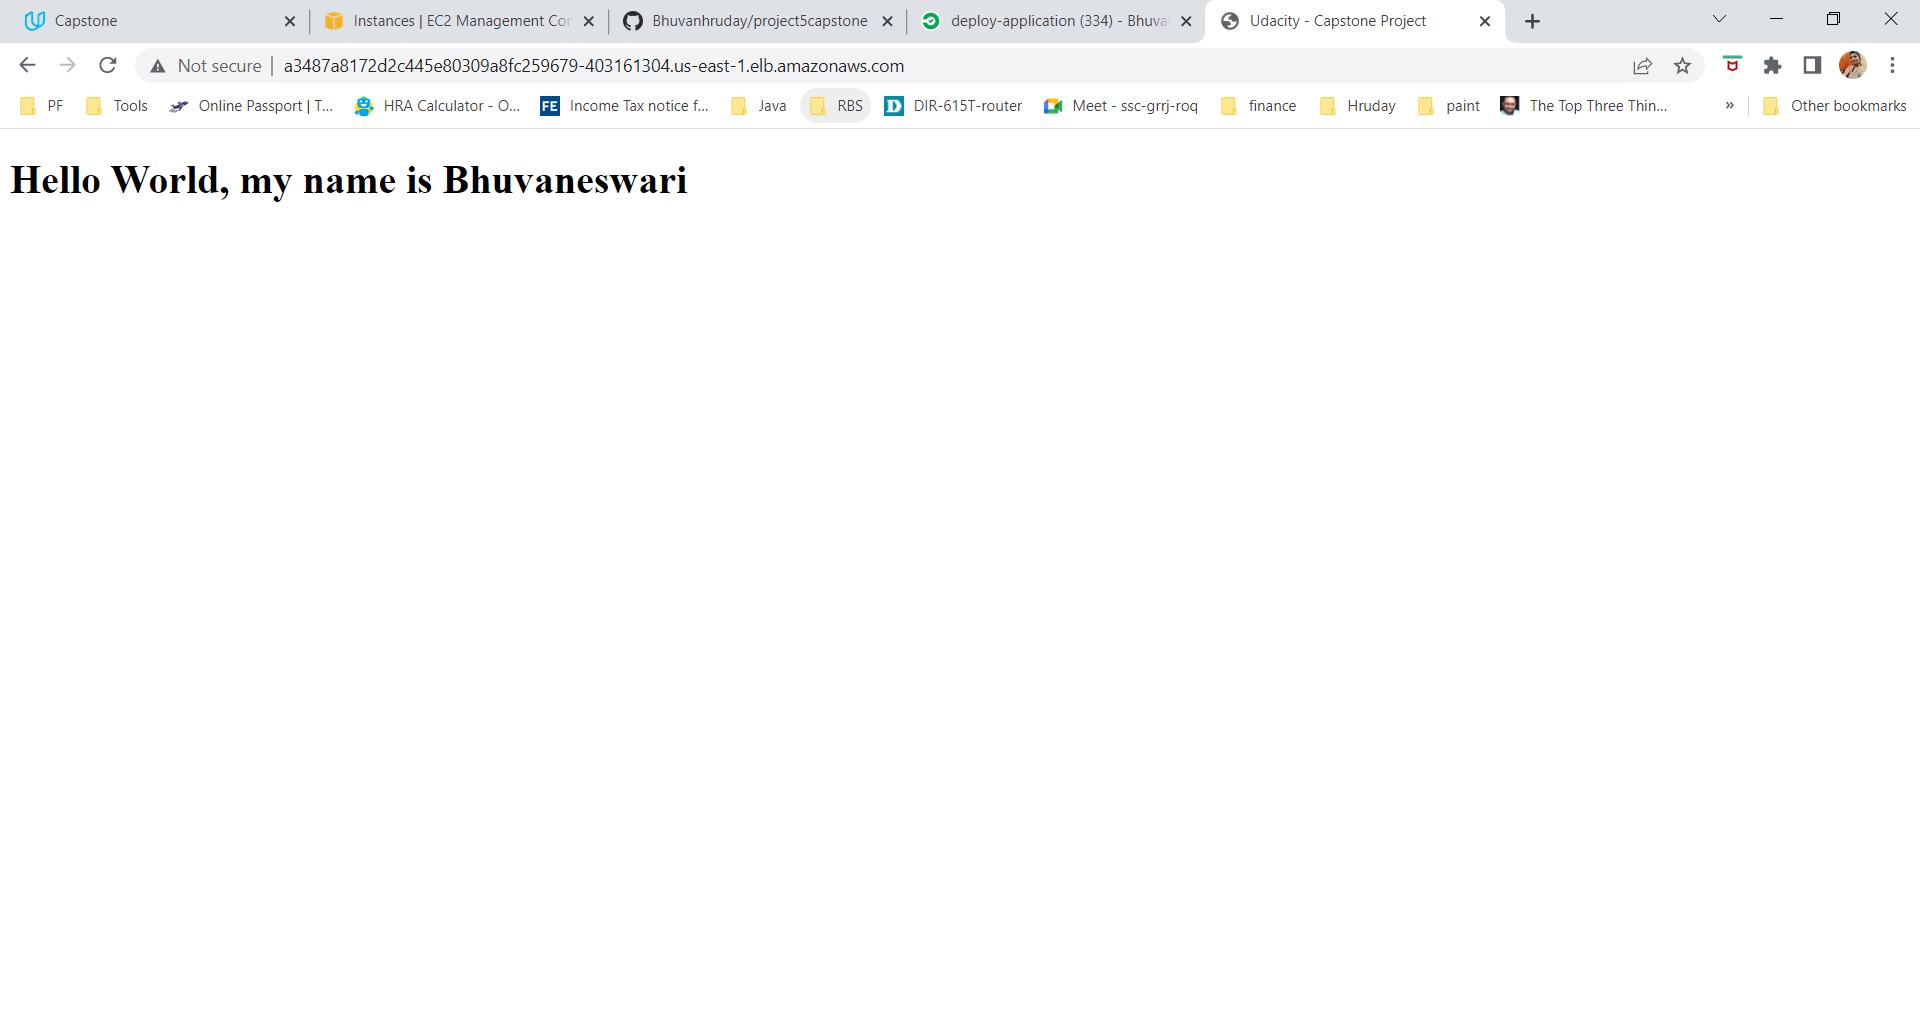 Capstone
Instances | EC2 Management Con
Bhuvanhruday/project5capstone
deploy-application (334) - Bhuva
Udacity - Capstone Project
Not secure | a3487a8172d2c445e80309a8fc259679-403161304.us-east-1.elb.amazonaws.com
PF Tools Online Passport | T... HRA Calculator - O... FE Income Tax notice f... Java RBS D DIR-615T-router Meet - ssc-grrj-roq finance Hruday paint The Top Three Thin... » Other bookmarks
Hello World, my name is Bhuvaneswari